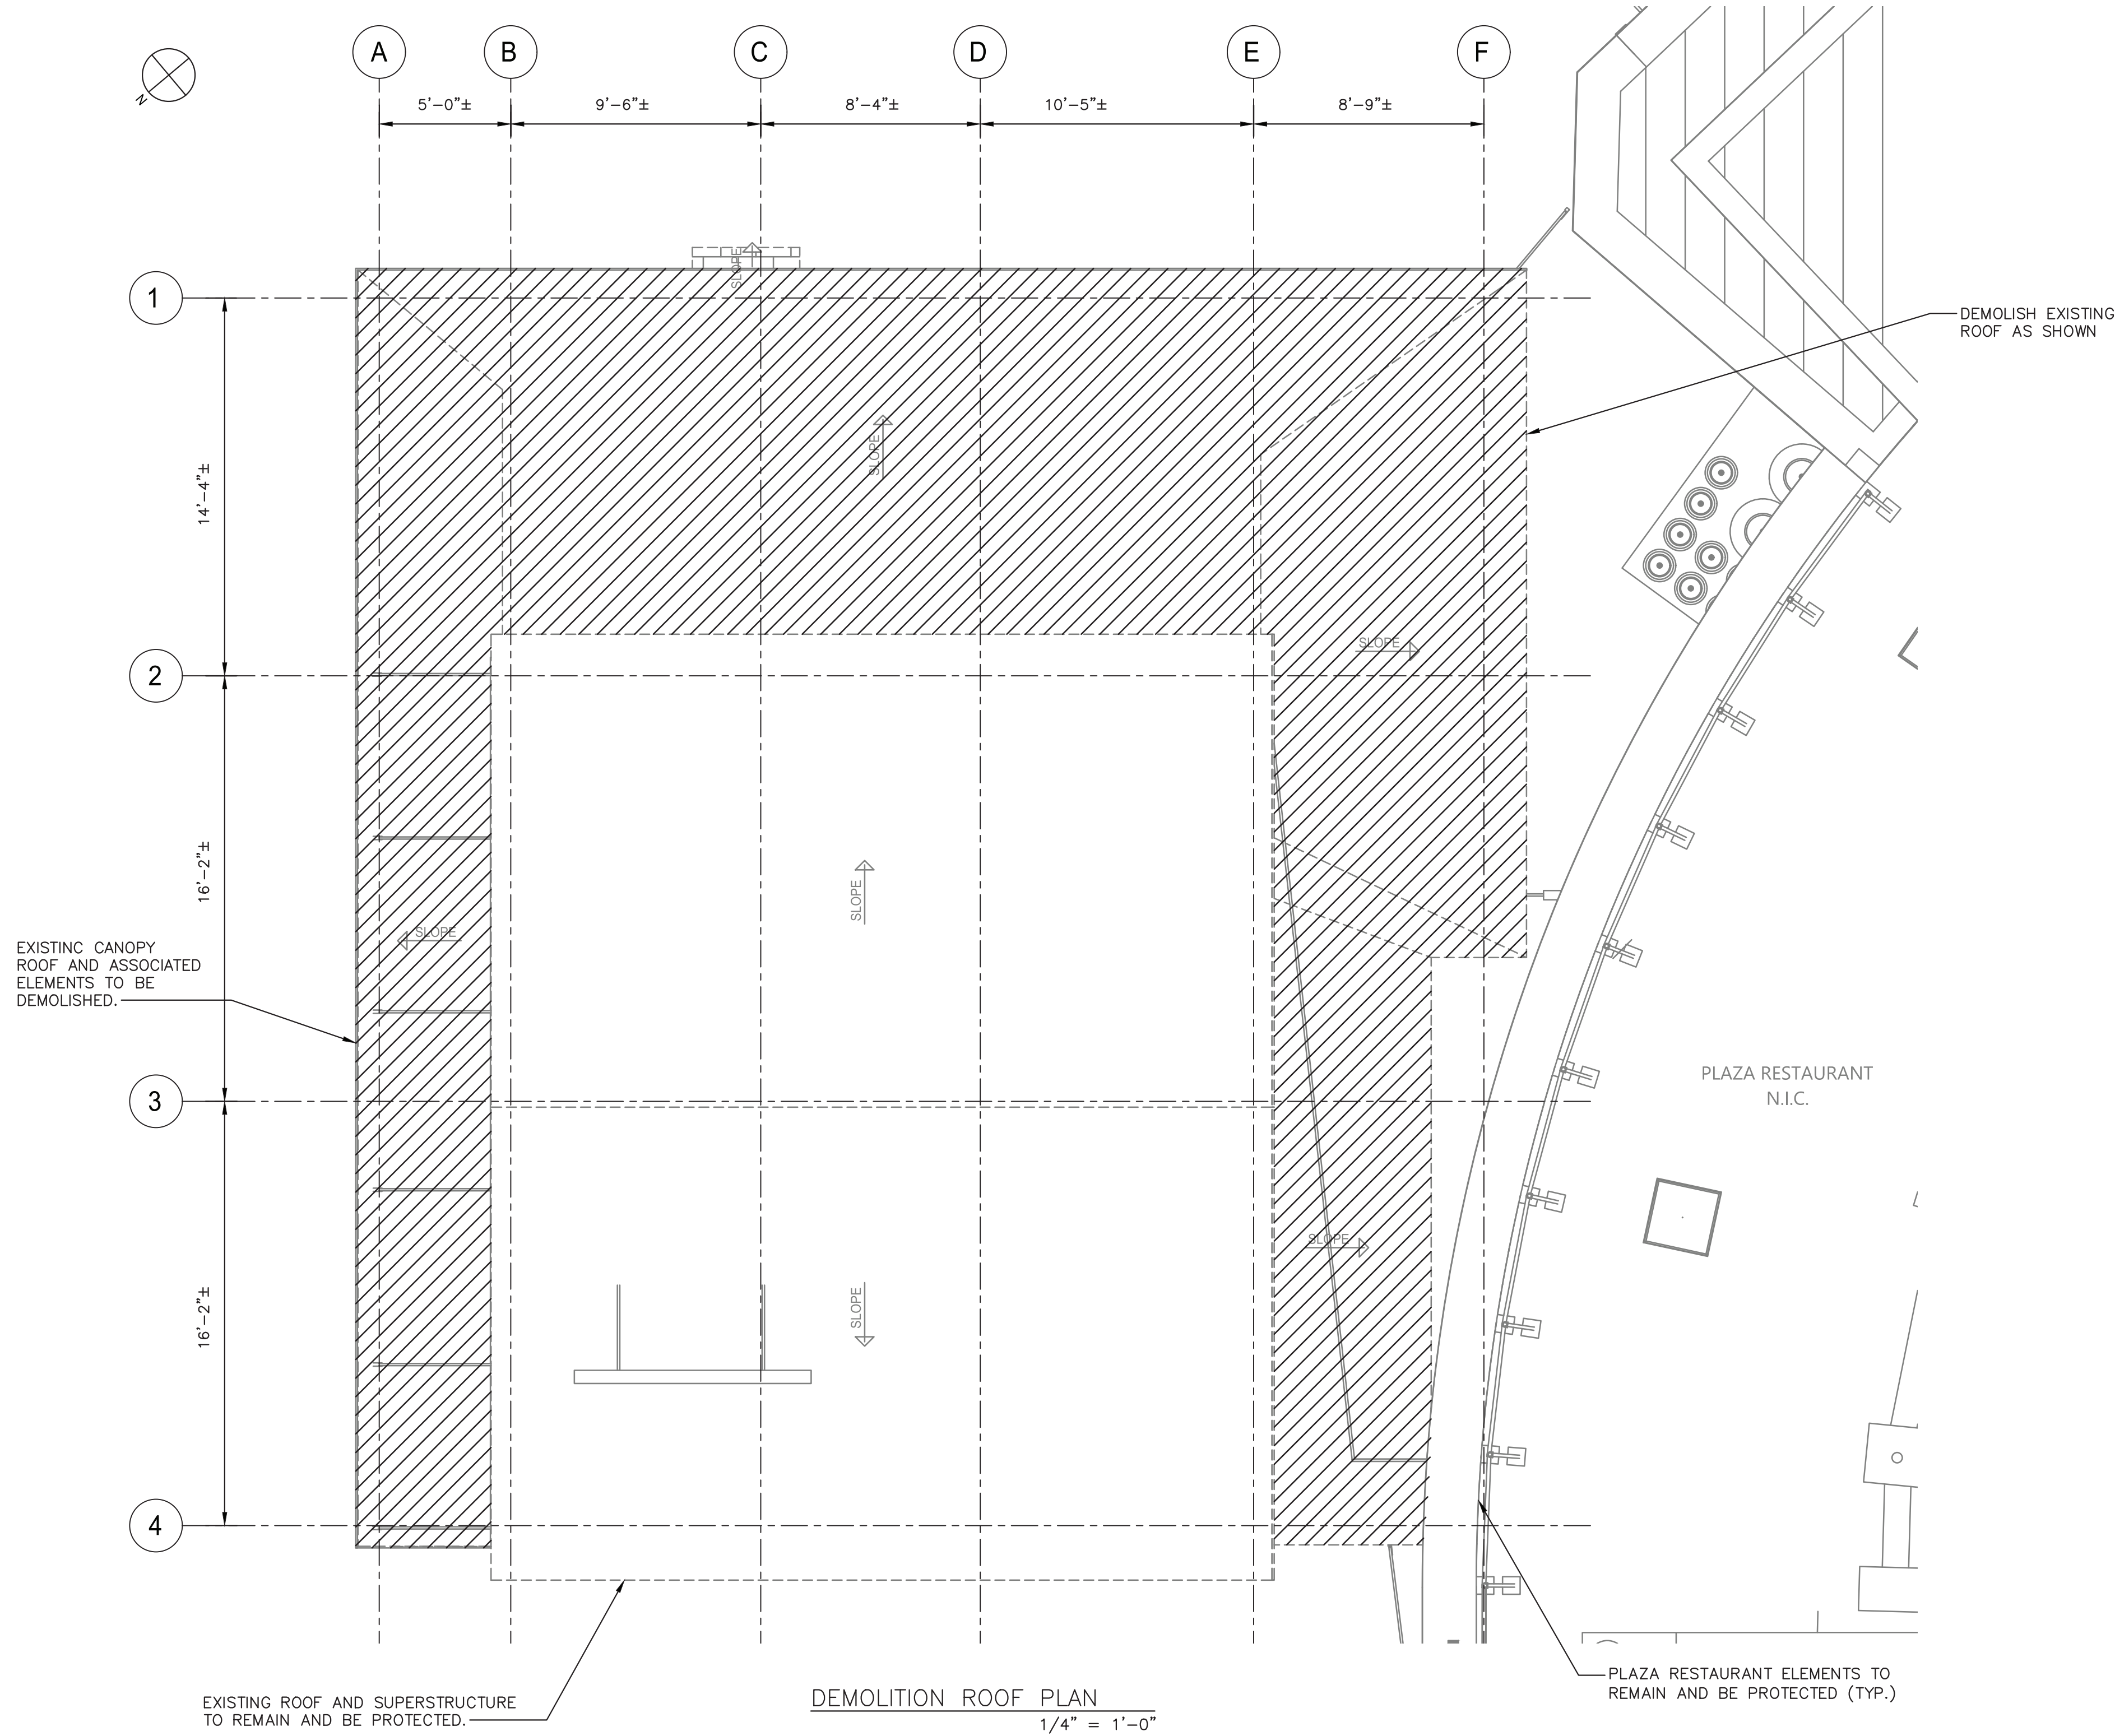 A B C D E F
N
5'-0"± 9'-6"± 8'-4"± 10'-5"± 8'-9"±
SLOPE
1
DEMOLISH EXISTING
ROOF AS SHOWN
SLOPE
14'-4"±
SLOPE
2
16'-2"±
SLOPE
SLOPE
EXISTINC CANOPY
ROOF AND ASSOCIATED
ELEMENTS TO BE
DEMOLISHED.
PLAZA RESTAURANT
N.I.C.
3
SLOPE
16'-2"±
SLOPE
4
PLAZA RESTAURANT ELEMENTS TO
REMAIN AND BE PROTECTED (TYP.)
EXISTING ROOF AND SUPERSTRUCTURE
TO REMAIN AND BE PROTECTED.
DEMOLITION ROOF PLAN
1/4" = 1'-0"